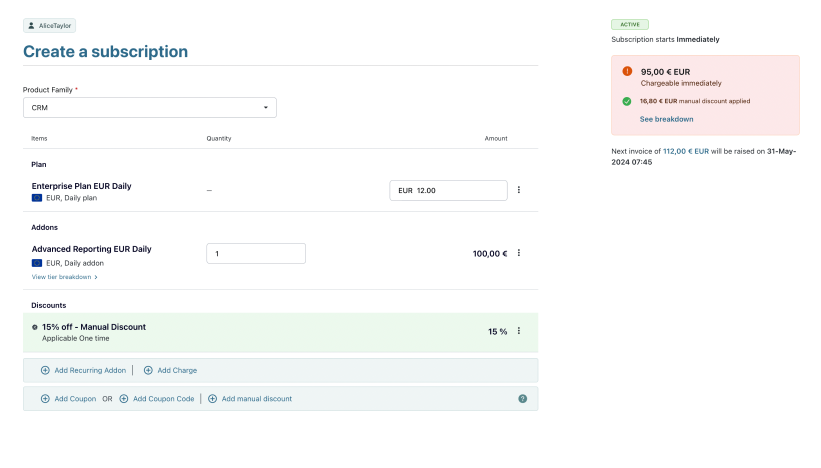 AliceTaylor
Create a subscription
Product Family *
CRM
Items Quantity Amount
Plan
Enterprise Plan EUR Daily
EUR, Daily plan
– EUR 12.00
Addons
Advanced Reporting EUR Daily
EUR, Daily addon
View tier breakdown >
1 100,00 €
Discounts
15% off - Manual Discount
Applicable One time
15 %
Add Recurring Addon | Add Charge
Add Coupon OR Add Coupon Code | Add manual discount ?
ACTIVE
Subscription starts Immediately
95,00 € EUR
Chargeable immediately
16,80 € EUR manual discount applied
See breakdown
Next invoice of 112,00 € EUR will be raised on 31-May-
2024 07:45